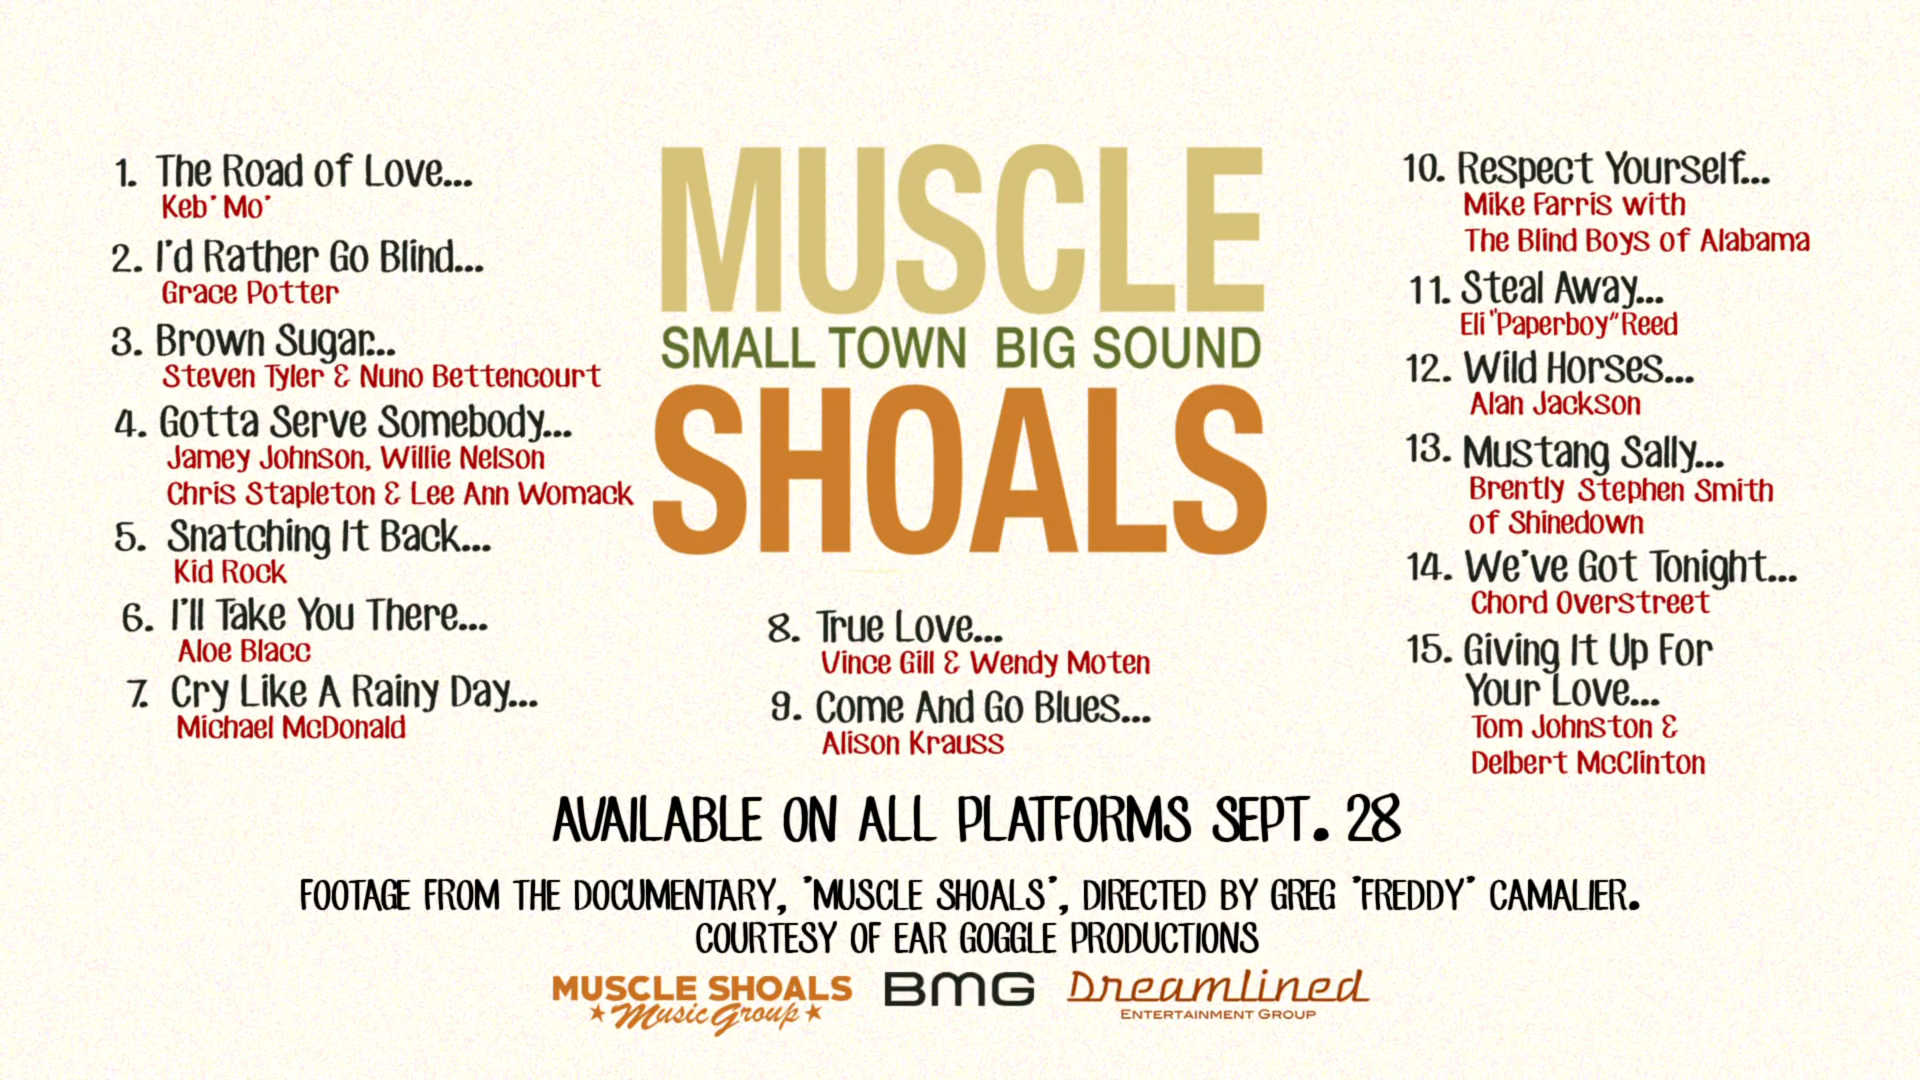 1. The Road of Love...
Keb' Mo'
2. I'd Rather Go Blind...
Grace Potter
3. Brown Sugar...
Steven Tyler & Nuno Bettencourt
4. Gotta Serve Somebody...
Jamey Johnson, Willie Nelson
Chris Stapleton & Lee Ann Womack
5. Snatching It Back...
Kid Rock
6. I'll Take You There...
Aloe Blacc
7. Cry Like A Rainy Day...
Michael McDonald
MUSCLE
SMALL TOWN BIG SOUND
SHOALS
8. True Love...
Vince Gill & Wendy Moten
9. Come And Go Blues...
Alison Krauss
10. Respect Yourself...
Mike Farris with
The Blind Boys of Alabama
11. Steal Away...
Eli "Paperboy" Reed
12. Wild Horses...
Alan Jackson
13. Mustang Sally...
Brently Stephen Smith
of Shinedown
14. We've Got Tonight...
Chord Overstreet
15. Giving It Up For
Your Love...
Tom Johnston &
Delbert McClinton
AVAILABLE ON ALL PLATFORMS SEPT. 28
FOOTAGE FROM THE DOCUMENTARY, 'MUSCLE SHOALS', DIRECTED BY GREG 'FREDDY' CAMALIER.
COURTESY OF EAR GOGGLE PRODUCTIONS
MUSCLE SHOALS
Music Group
BMG
Dreamlined
ENTERTAINMENT GROUP